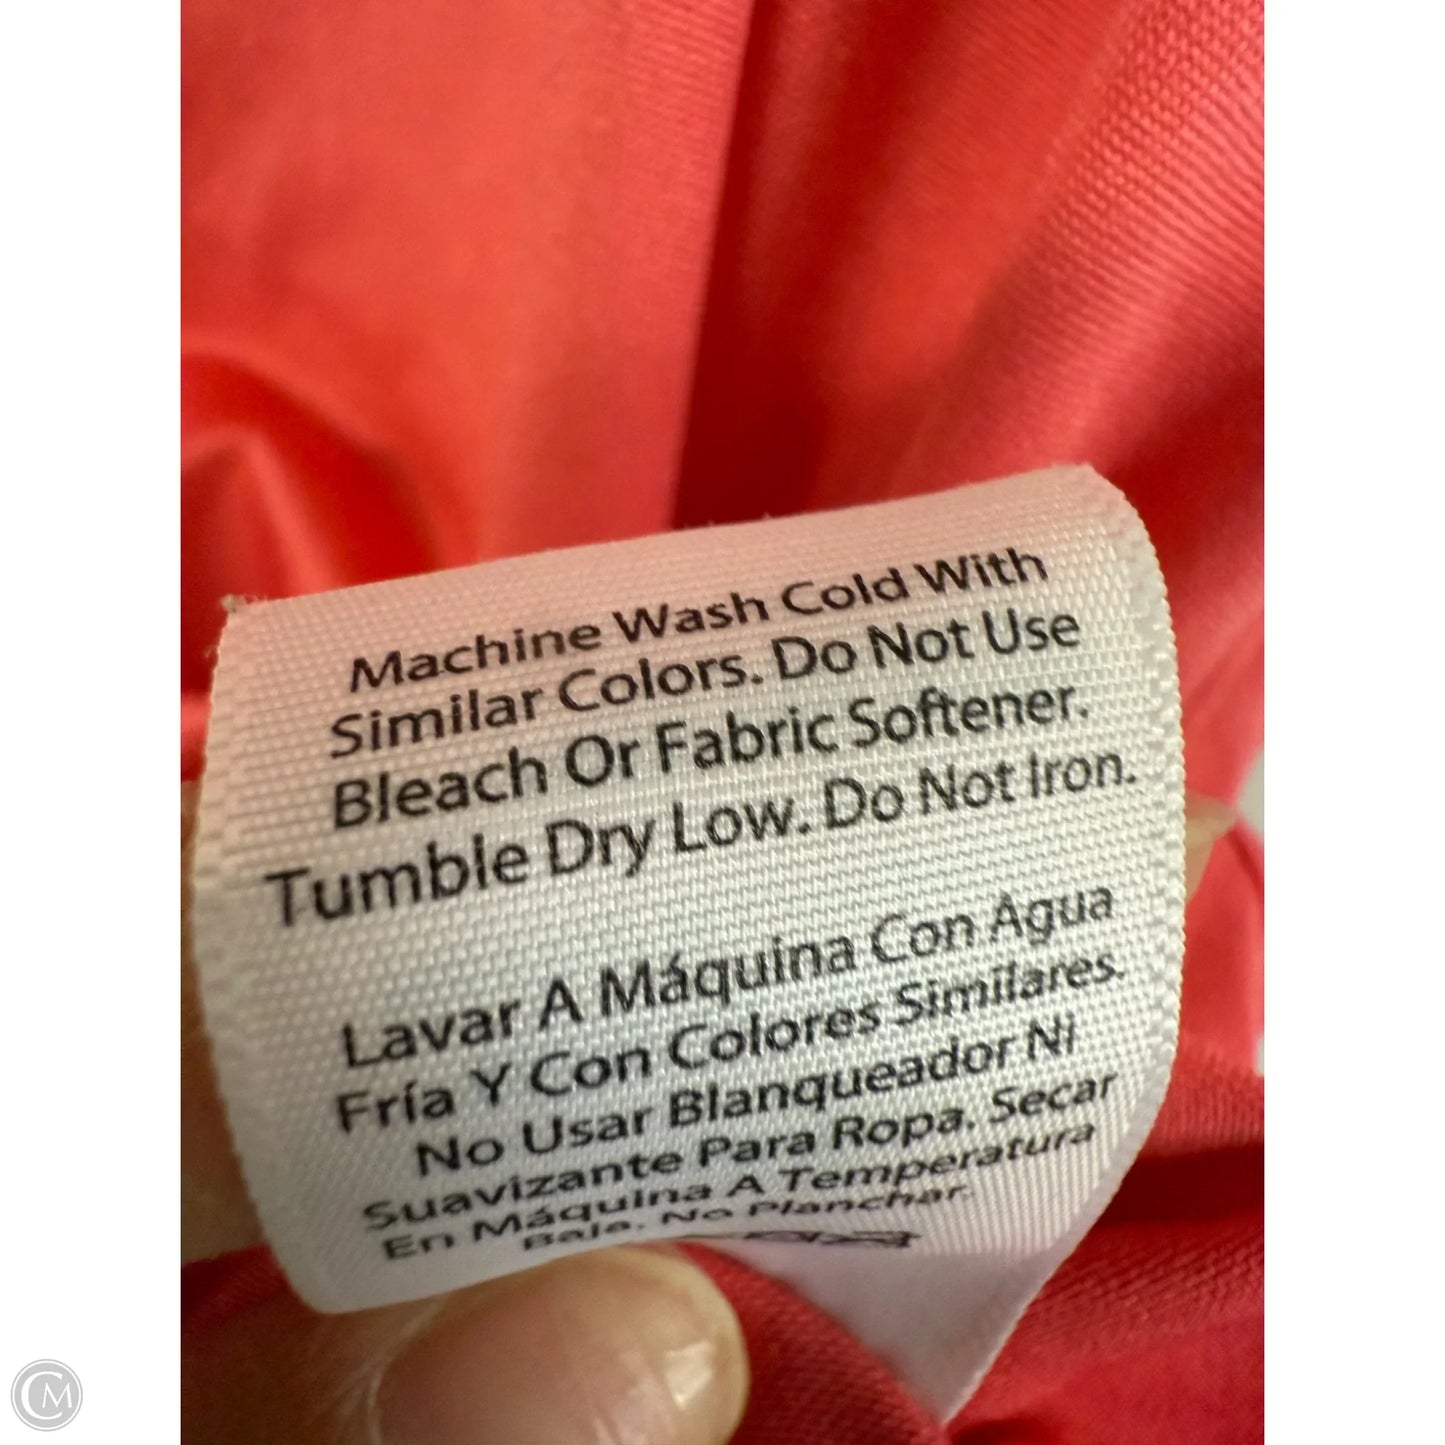 Machine Wash Cold With
Similar Colors. Do Not Use
Bleach Or Fabric Softener.
Tumble Dry Low. Do Not Iron.
Lavar A Máquina Con Agua
Fría Y Con Colores Similares.
No Usar Blanqueador Ni
Suavizante Para Ropa. Secar
En Máquina A Temperatura
Baja. No Planchar.
CM